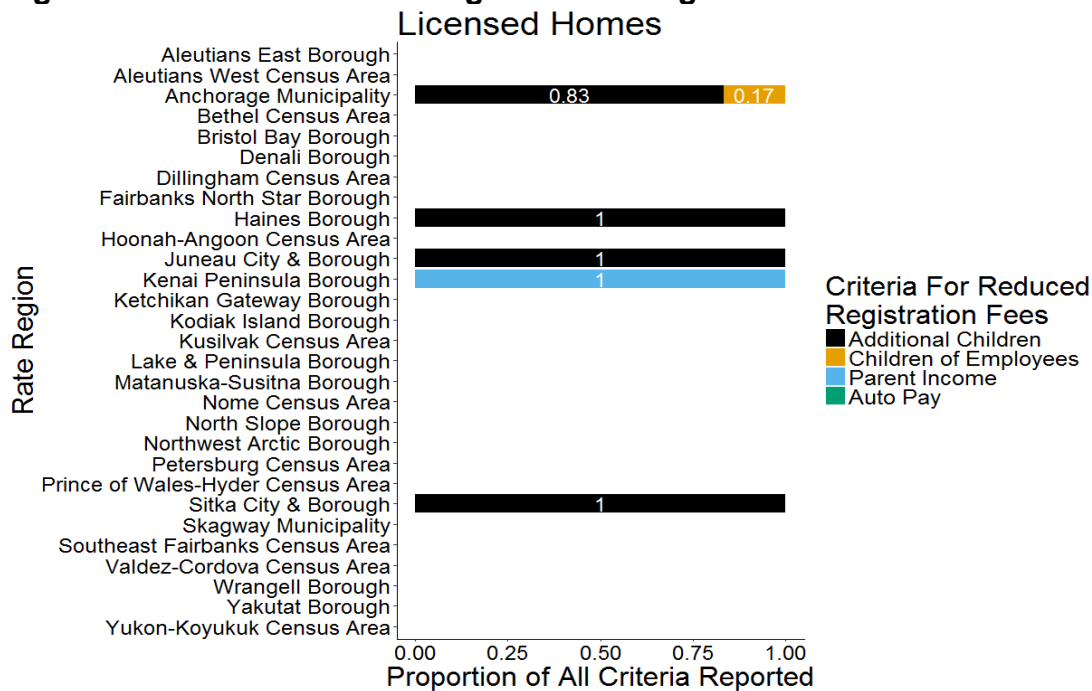 Licensed Homes
Aleutians East Borough
Aleutians West Census Area
Anchorage Municipality
0.83
0.17
Bethel Census Area
Bristol Bay Borough
Denali Borough
Dillingham Census Area
Fairbanks North Star Borough
Haines Borough
1
Hoonah-Angoon Census Area
Juneau City & Borough
1
Kenai Peninsula Borough
1
Ketchikan Gateway Borough
Kodiak Island Borough
Kusilvak Census Area
Lake & Peninsula Borough
Matanuska-Susitna Borough
Nome Census Area
North Slope Borough
Northwest Arctic Borough
Petersburg Census Area
Prince of Wales-Hyder Census Area
Sitka City & Borough
1
Skagway Municipality
Southeast Fairbanks Census Area
Valdez-Cordova Census Area
Wrangell Borough
Yakutat Borough
Yukon-Koyukuk Census Area
Rate Region
0.00
0.25
0.50
0.75
1.00
Proportion of All Criteria Reported
Criteria For Reduced
Registration Fees
Additional Children
Children of Employees
Parent Income
Auto Pay